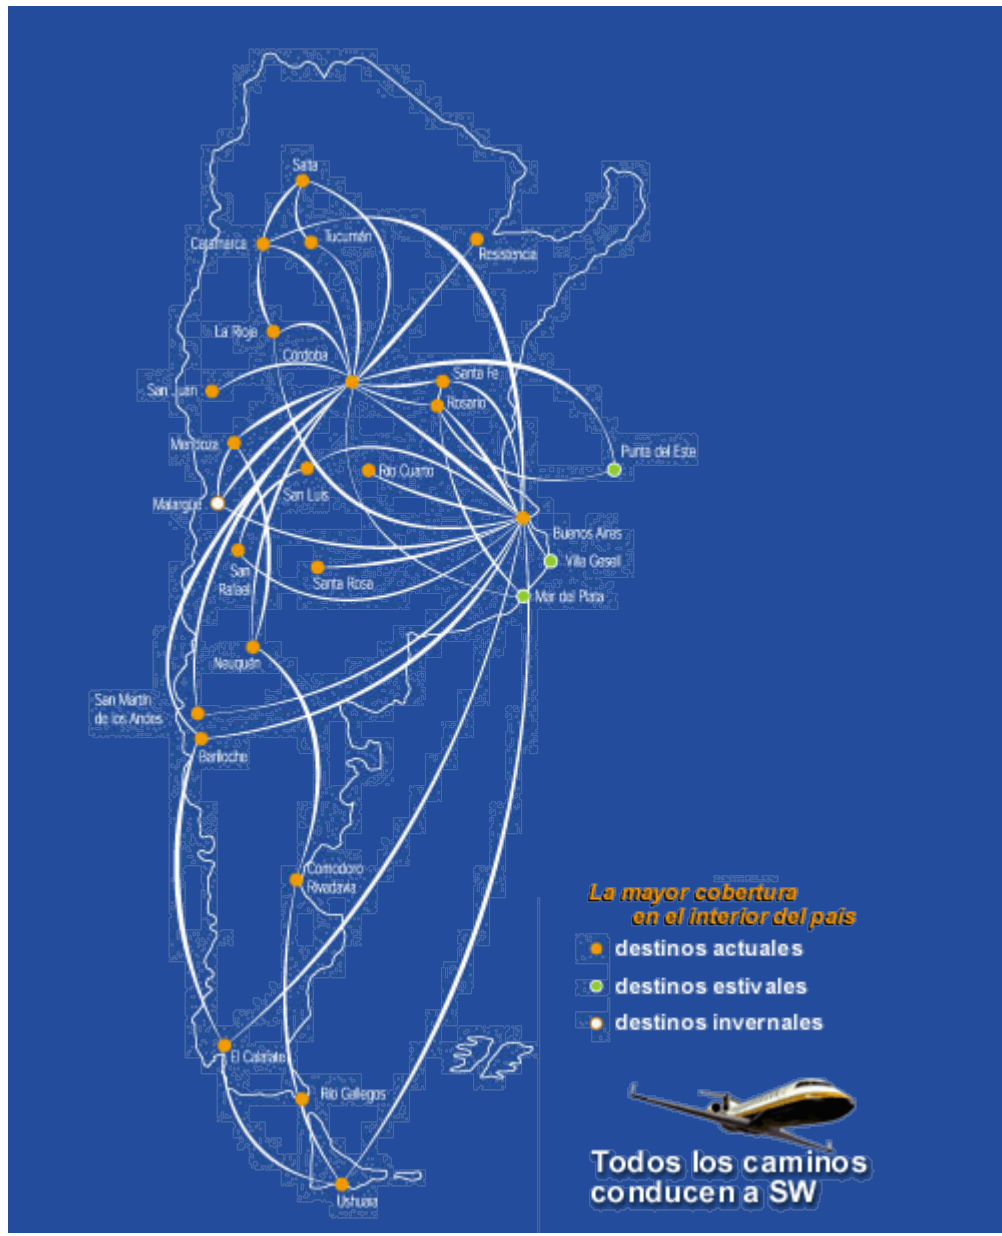 Salta
Catamarca
Tucumán
Resistencia
La Rioja
Córdoba
Santa Fe
San Juan
Rosario
Mendoza
Punta del Este
Río Cuarto
San Luis
Malargüe
Buenos Aires
Villa Gesell
San
Rafael
Santa Rosa
Mar del Plata
Neuquén
San Martín
de los Andes
Bariloche
Comodoro
Rivadavia
La mayor cobertura
en el interior del país
destinos actuales
destinos estivales
destinos invernales
El Calafate
Río Gallegos
Ushuaia
Todos los caminos
conducen a SW